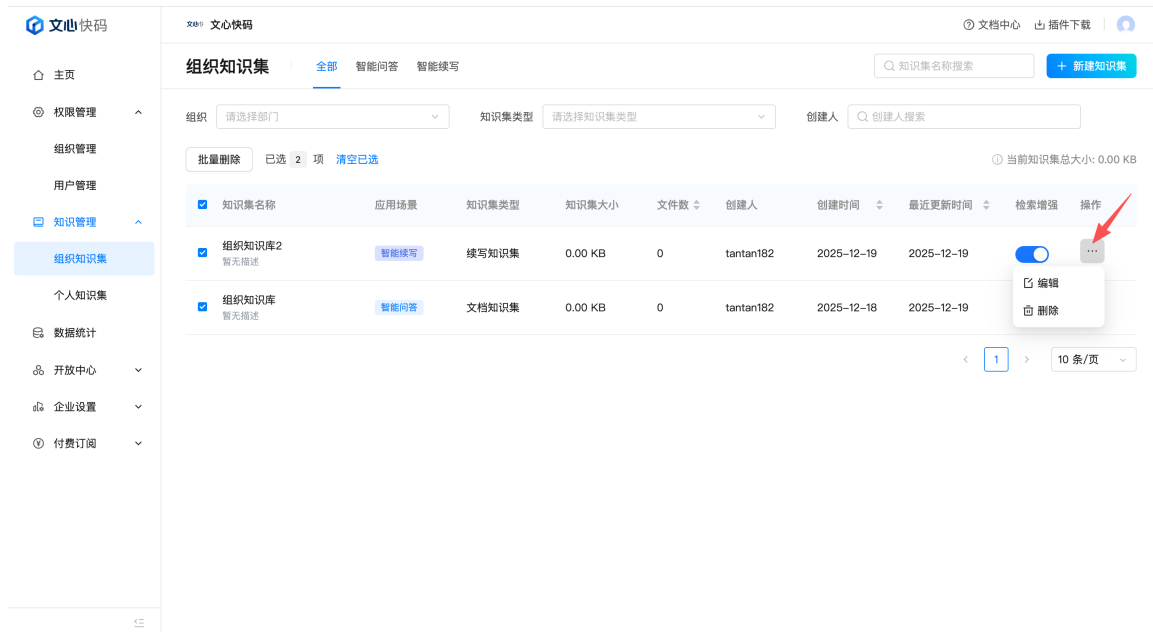 文心快码
文心快码
文档中心 插件下载
主页
权限管理
组织管理
用户管理
知识管理
组织知识集
个人知识集
数据统计
开放中心
企业设置
付费订阅
组织知识集 全部 智能问答 智能续写 知识集名称搜索 + 新建知识集
组织 请选择部门 知识集类型 请选择知识集类型 创建人 创建人搜索
批量删除 已选 2 项 清空已选 当前知识集总大小: 0.00 KB
知识集名称 应用场景 知识集类型 知识集大小 文件数 创建人 创建时间 最近更新时间 检索增强 操作
组织知识库2 智能续写 续写知识集 0.00 KB 0 tantan182 2025-12-19 2025-12-19 ...
暂无描述
编辑
删除
组织知识库 智能问答 文档知识集 0.00 KB 0 tantan182 2025-12-18 2025-12-19
暂无描述
< 1 > 10 条/页